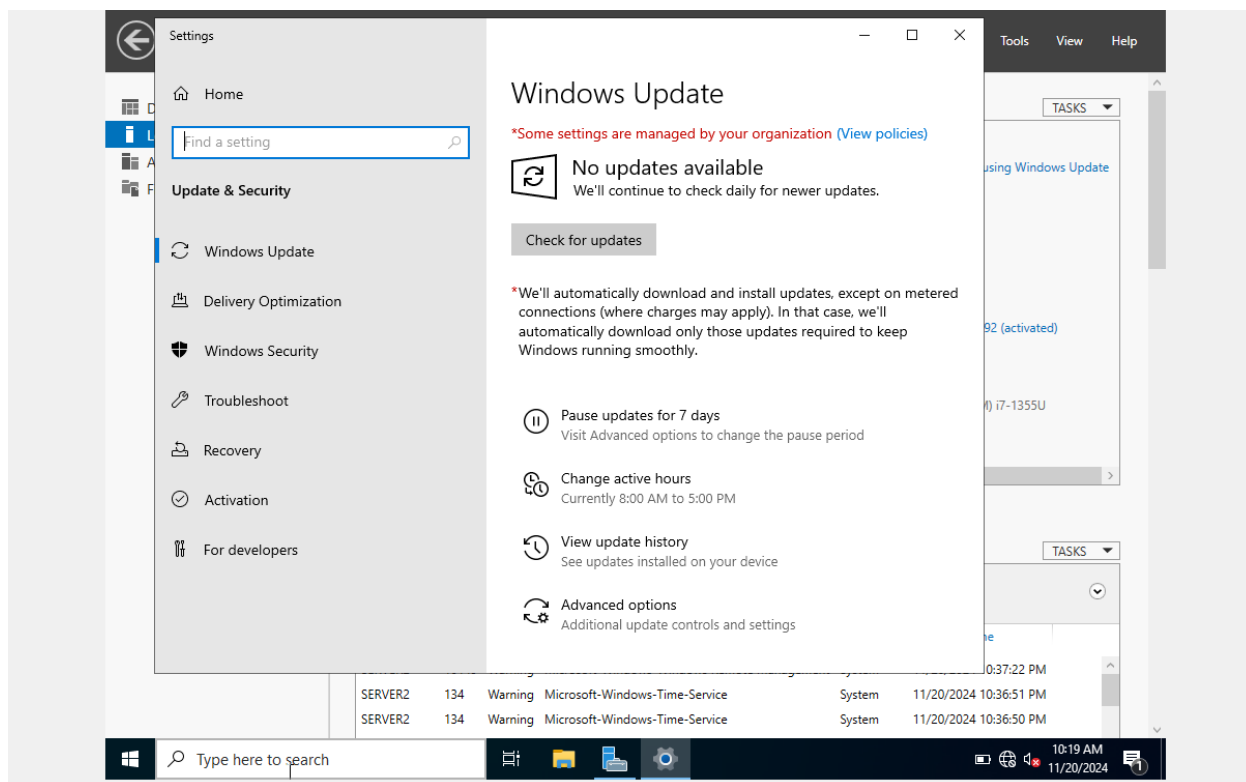 Settings
Tools View Help
Home
Find a setting
Update & Security
Windows Update
Delivery Optimization
Windows Security
Troubleshoot
Recovery
Activation
For developers
Windows Update
*Some settings are managed by your organization (View policies)
No updates available
We'll continue to check daily for newer updates.
Check for updates
*We'll automatically download and install updates, except on metered
connections (where charges may apply). In that case, we'll
automatically download only those updates required to keep
Windows running smoothly.
Pause updates for 7 days
Visit Advanced options to change the pause period
Change active hours
Currently 8:00 AM to 5:00 PM
View update history
See updates installed on your device
Advanced options
Additional update controls and settings
TASKS
using Windows Update
92 (activated)
i7-1355U
TASKS
0:37:22 PM
SERVER2 134 Warning Microsoft-Windows-Time-Service System 11/20/2024 10:36:51 PM
SERVER2 134 Warning Microsoft-Windows-Time-Service System 11/20/2024 10:36:50 PM
Type here to search
10:19 AM
11/20/2024
1